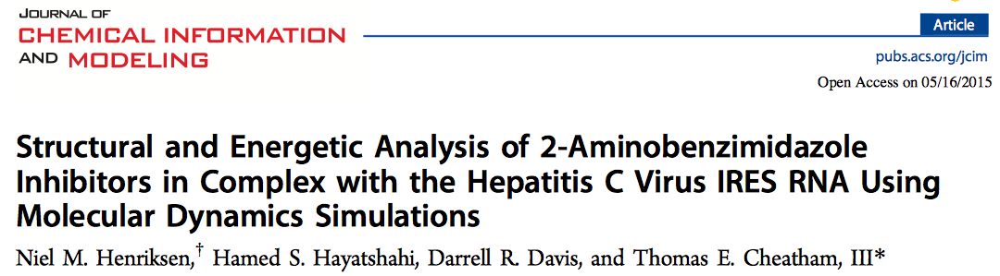 JOURNAL OF
CHEMICAL INFORMATION
AND MODELING
Article
pubs.acs.org/jcim
Open Access on 05/16/2015
Structural and Energetic Analysis of 2-Aminobenzimidazole
Inhibitors in Complex with the Hepatitis C Virus IRES RNA Using
Molecular Dynamics Simulations
Niel M. Henriksen,† Hamed S. Hayatshahi, Darrell R. Davis, and Thomas E. Cheatham, III*